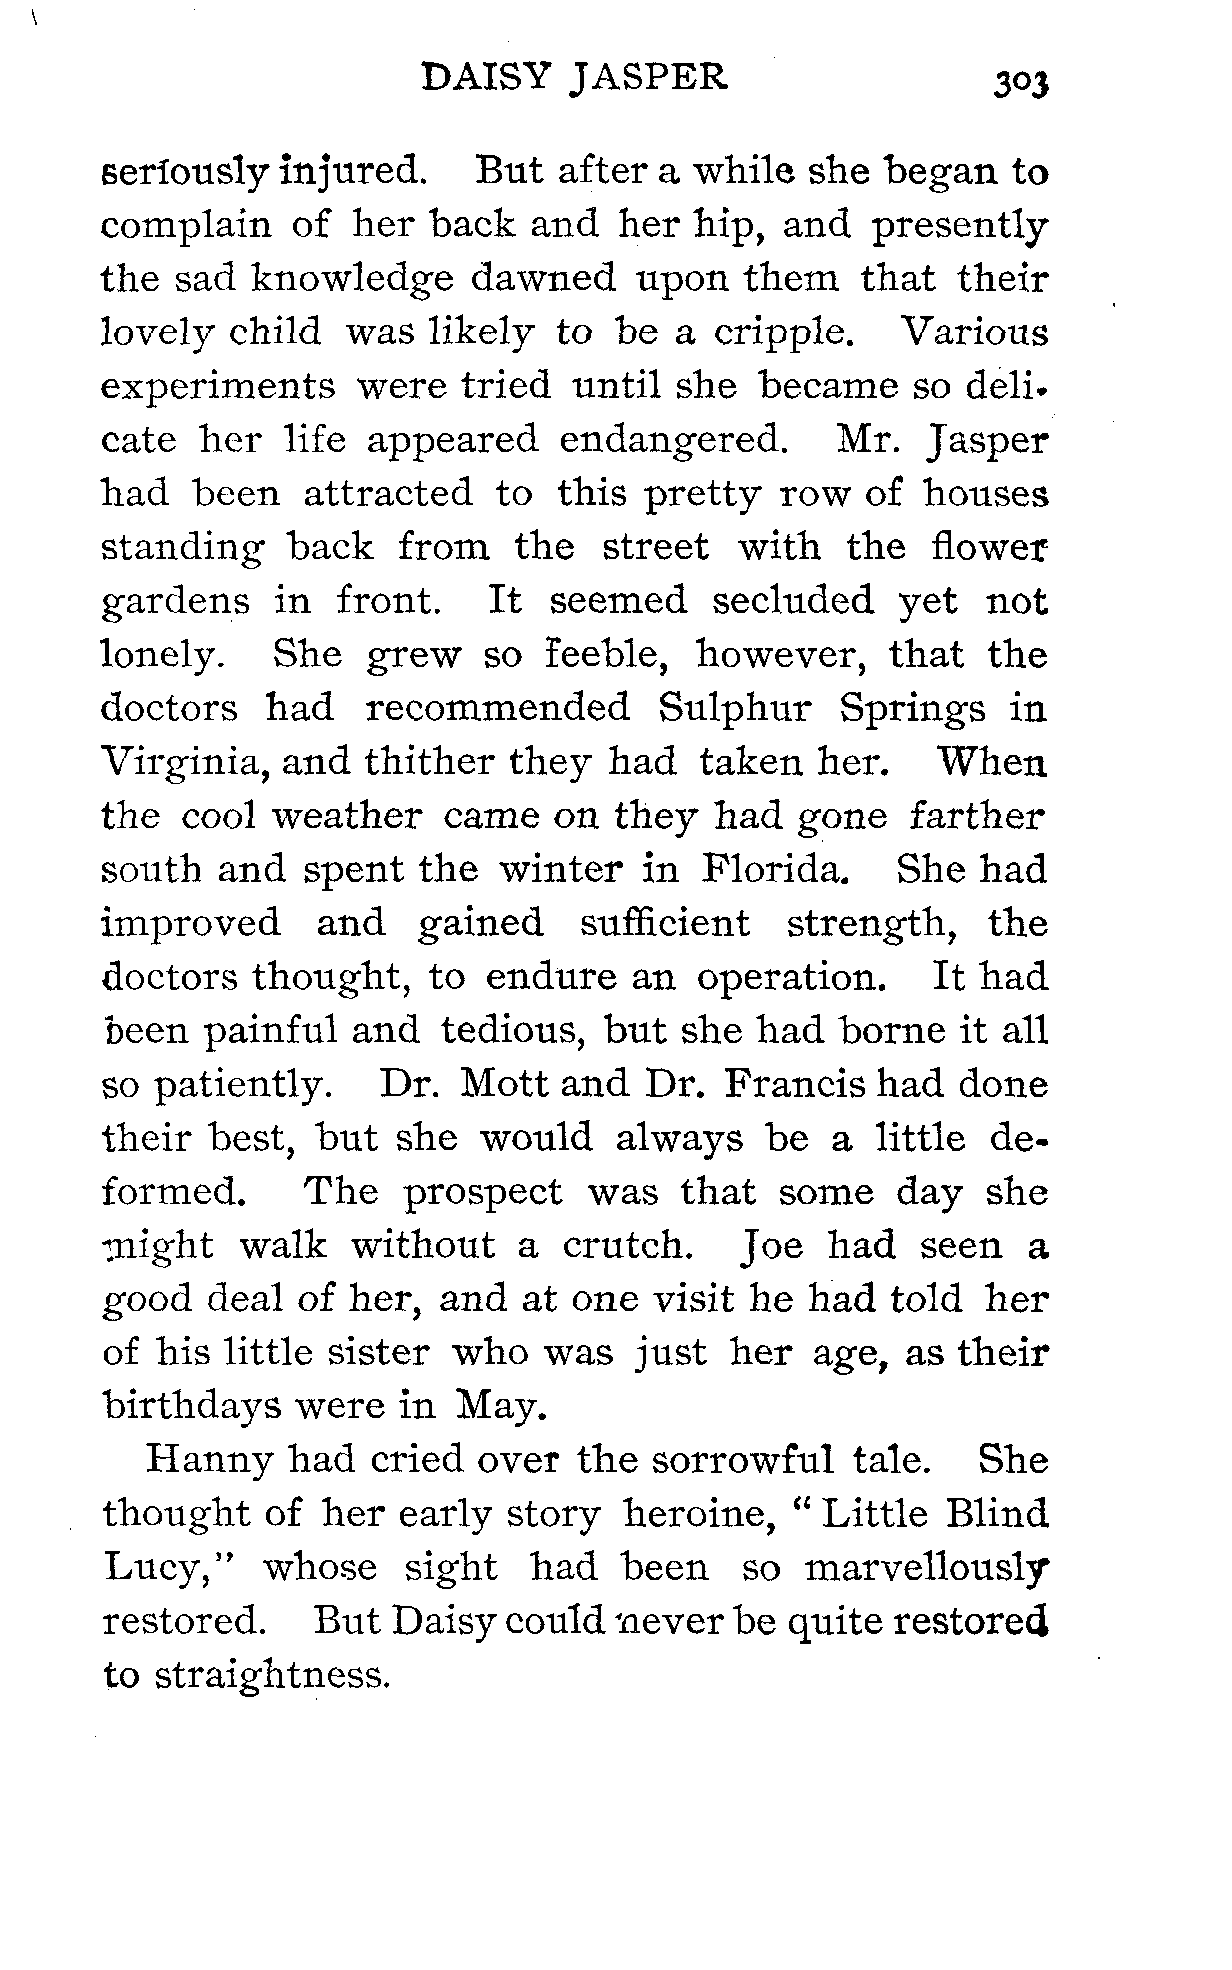 DAISY JASPER 303
seriously injured. But after a while she began to
complain of her back and her hip, and presently
the sad knowledge dawned upon them that their
lovely child was likely to be a cripple. Various
experiments were tried until she became so deli-
cate her life appeared endangered. Mr. Jasper
had been attracted to this pretty row of houses
standing back from the street with the flower
gardens in front. It seemed secluded yet not
lonely. She grew so feeble, however, that the
doctors had recommended Sulphur Springs in
Virginia, and thither they had taken her. When
the cool weather came on they had gone farther
south and spent the winter in Florida. She had
improved and gained sufficient strength, the
doctors thought, to endure an operation. It had
been painful and tedious, but she had borne it all
so patiently. Dr. Mott and Dr. Francis had done
their best, but she would always be a little de-
formed. The prospect was that some day she
might walk without a crutch. Joe had seen a
good deal of her, and at one visit he had told her
of his little sister who was just her age, as their
birthdays were in May.
Hanny had cried over the sorrowful tale. She
thought of her early story heroine, “Little Blind
Lucy,” whose sight had been so marvellously
restored. But Daisy could never be quite restored
to straightness.